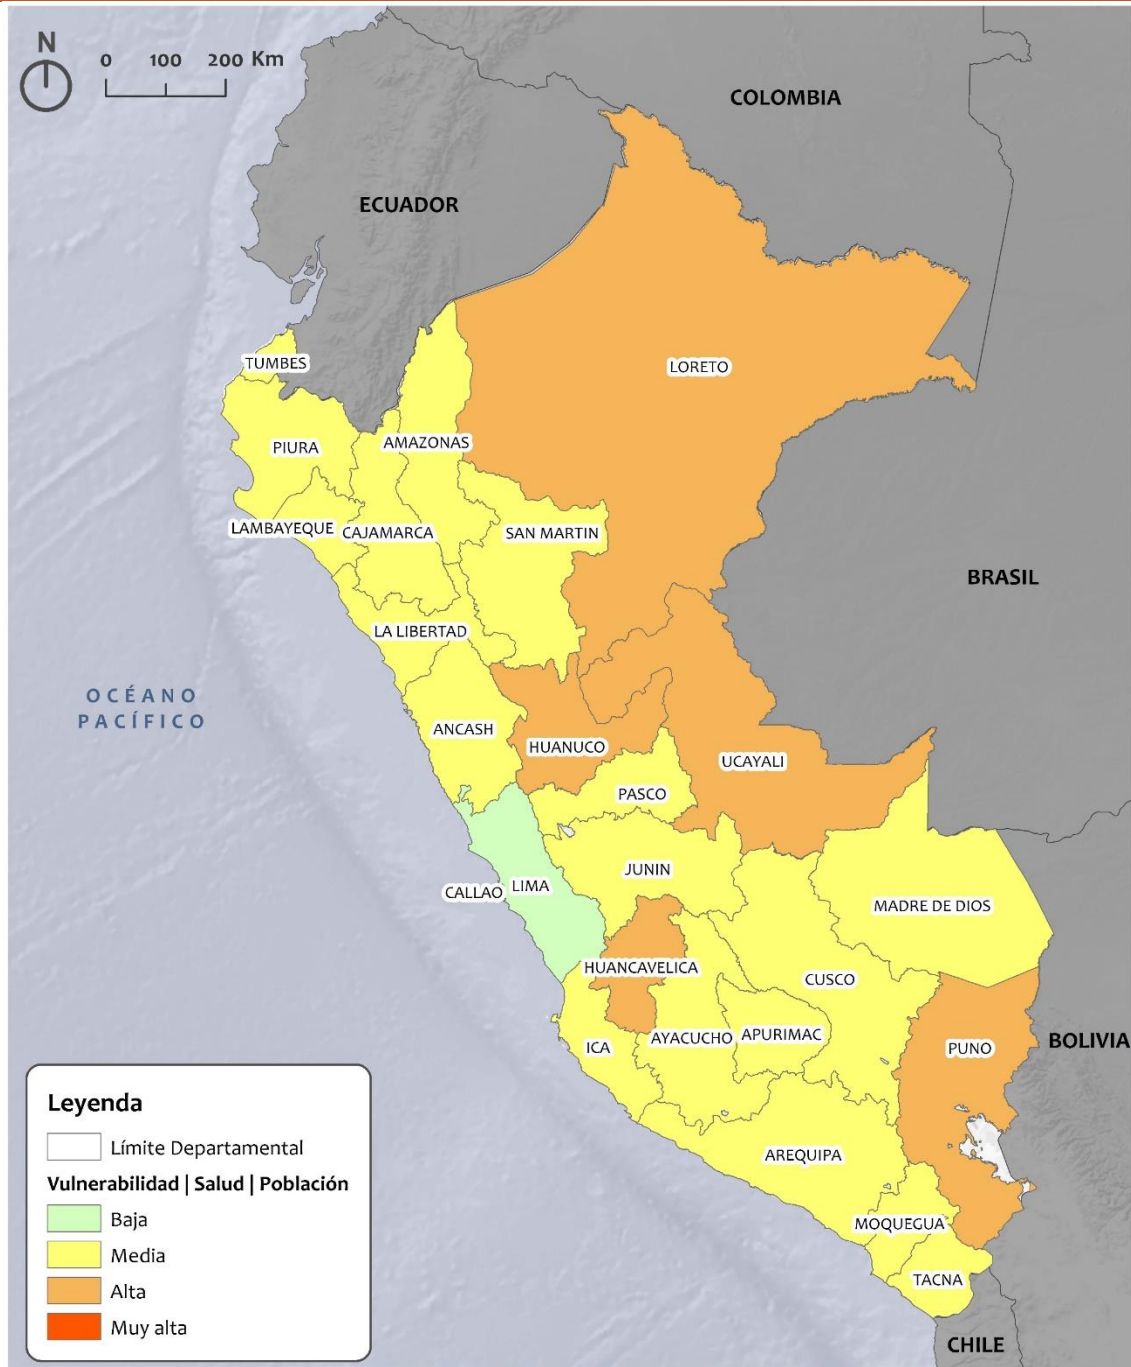 N
0 100 200 Km
COLOMBIA
ECUADOR
TUMBES
LORETO
PIURA
AMAZONAS
LAMBAYEQUE
CAJAMARCA
SAN MARTIN
BRASIL
LA LIBERTAD
OCÉANO
PACÍFICO
ANCASH
HUANUCO
UCAYALI
PASCO
JUNIN
CALLAO
LIMA
MADRE DE DIOS
HUANCAVELICA
CUSCO
ICA
AYACUCHO
APURIMAC
PUNO
BOLIVIA
AREQUIPA
MOQUEGUA
TACNA
CHILE
Leyenda
Límite Departamental
Vulnerabilidad | Salud | Población
Baja
Media
Alta
Muy alta